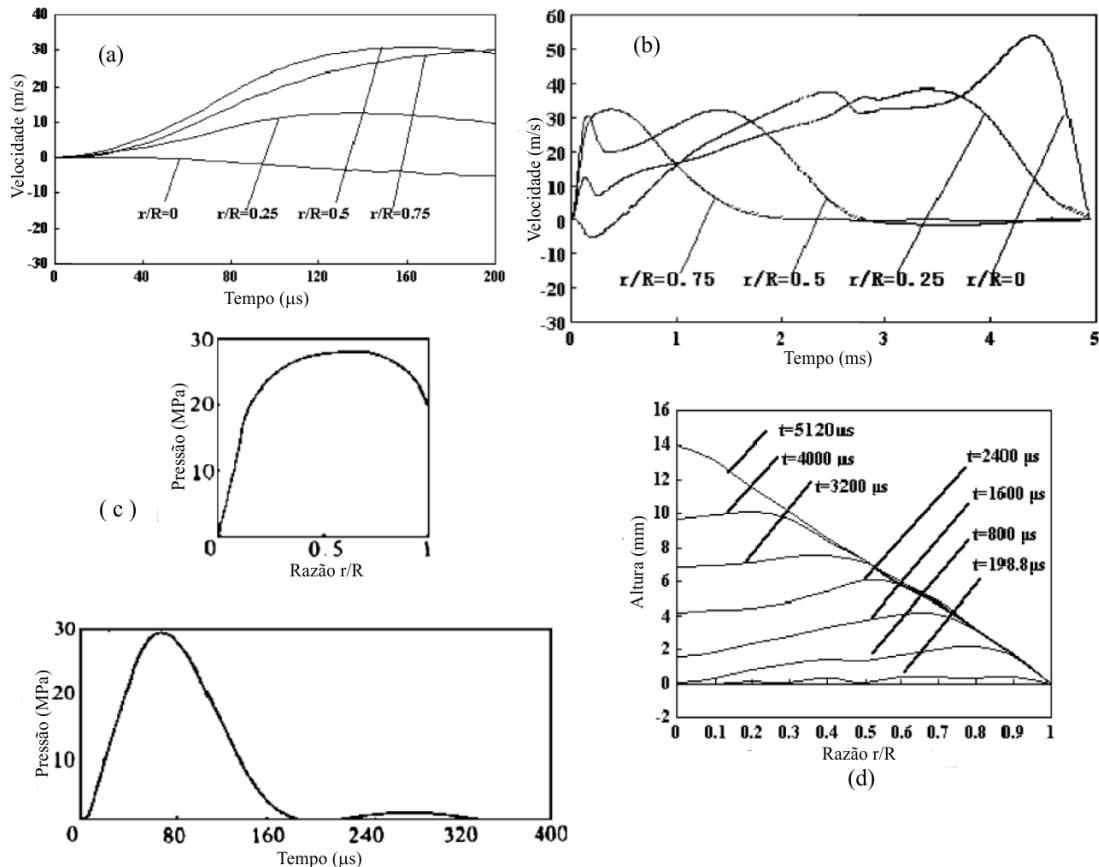 (a)
Velocidade (m/s)
40
30
20
10
0
-10
-20
-30
r/R=0 r/R=0.25 r/R=0.5 r/R=0.75
0 40 80 120 160 200
Tempo (µs)
(b)
Velocidade (m/s)
60
50
40
30
20
10
0
-10
-20
-30
r/R=0.75 r/R=0.5 r/R=0.25 r/R=0
0 1 2 3 4 5
Tempo (ms)
( c )
Pressão (MPa)
30
20
10
0 0.5 1
Razão r/R
Altura (mm)
16
14
12
10
8
6
4
2
0
-2
t=5120us
t=4000 µs
t=3200 µs
t=2400 µs
t=1600 µs
t=800 µs
t=198.8µs
0 0.1 0.2 0.3 0.4 0.5 0.6 0.7 0.8 0.9 1
Razão r/R
(d)
Pressão (MPa)
30
20
10
0 80 160 240 320 400
Tempo (µs)